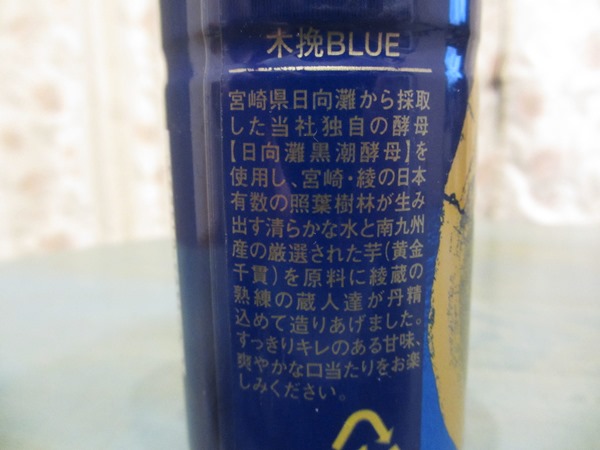 木挽BLUE
宮崎県日向灘から採取
した当社独自の酵母
【日向灘黒潮酵母】を
使用し、宮崎・綾の日本
有数の照葉樹林が生み
出す清らかな水と南九州
産の厳選された芋(黄金
千貫)を原料に綾蔵の
熟練の蔵人達が丹精
込めて造りあげました。
すっきりキレのある甘味、
爽やかな口当たりをお楽
しみください。